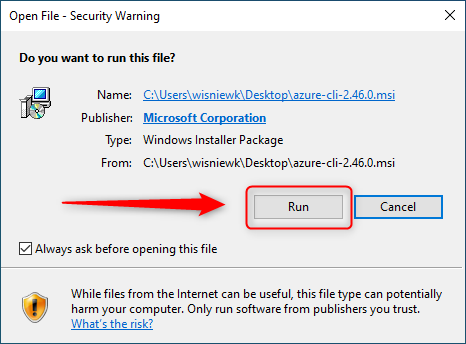 Open File - Security Warning
Do you want to run this file?
Name: C:\Users\wisniewk\Desktop\azure-cli-2.46.0.msi
Publisher: Microsoft Corporation
Type: Windows Installer Package
From: C:\Users\wisniewk\Desktop\azure-cli-2.46.0.msi
Run Cancel
Always ask before opening this file
While files from the Internet can be useful, this file type can potentially
harm your computer. Only run software from publishers you trust.
What's the risk?